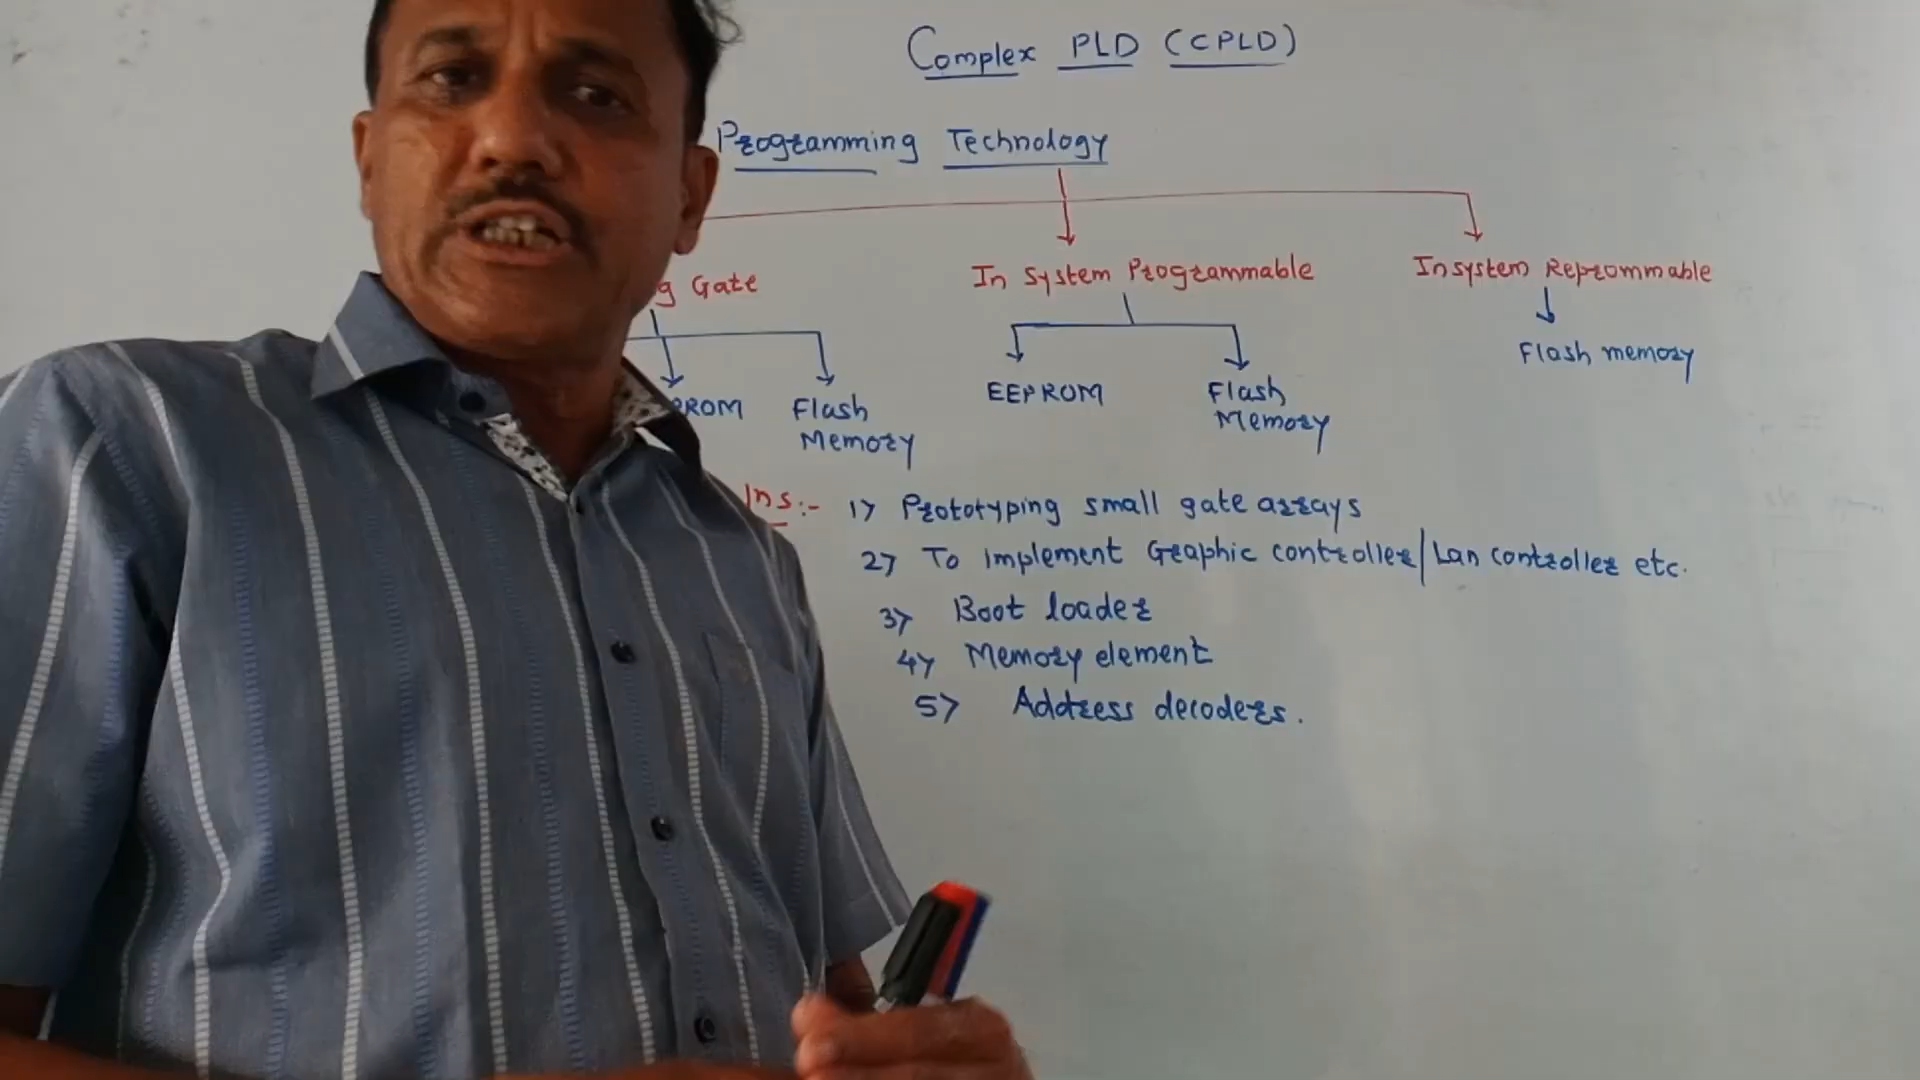 Complex PLD (CPLD)
Programming Technology
g Gate
In System Programmable
Insystem Reprommable
PROM
Flash
Memory
EEPROM
Flash
Memory
Flash memory
ns:-
1> Prototyping small gate arrays
2> To implement Graphic controller/Lan controller etc.
3> Boot loader
4> Memory element
5> Address decoders.